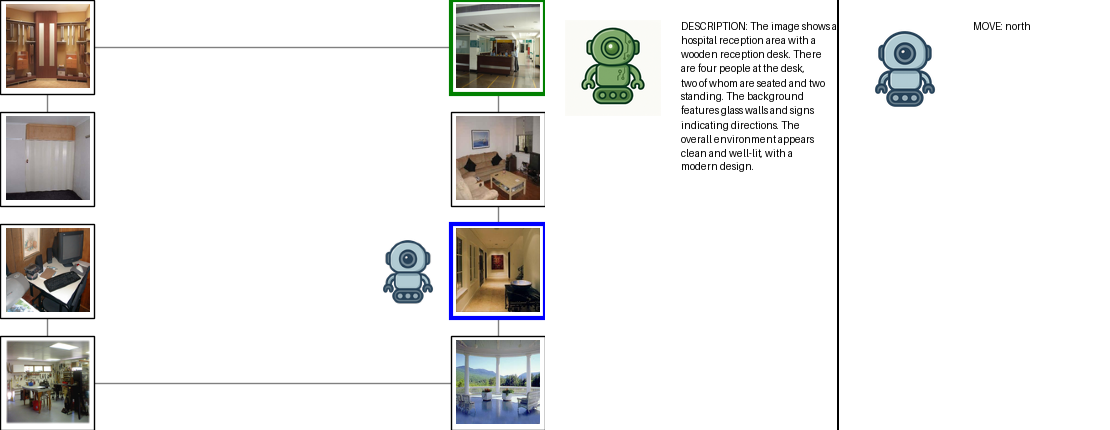 DESCRIPTION: The image shows a
hospital reception area with a
wooden reception desk. There
are four people at the desk,
two of whom are seated and two
standing. The background
features glass walls and signs
indicating directions. The
overall environment appears
clean and well-lit, with a
modern design.
MOVE: north